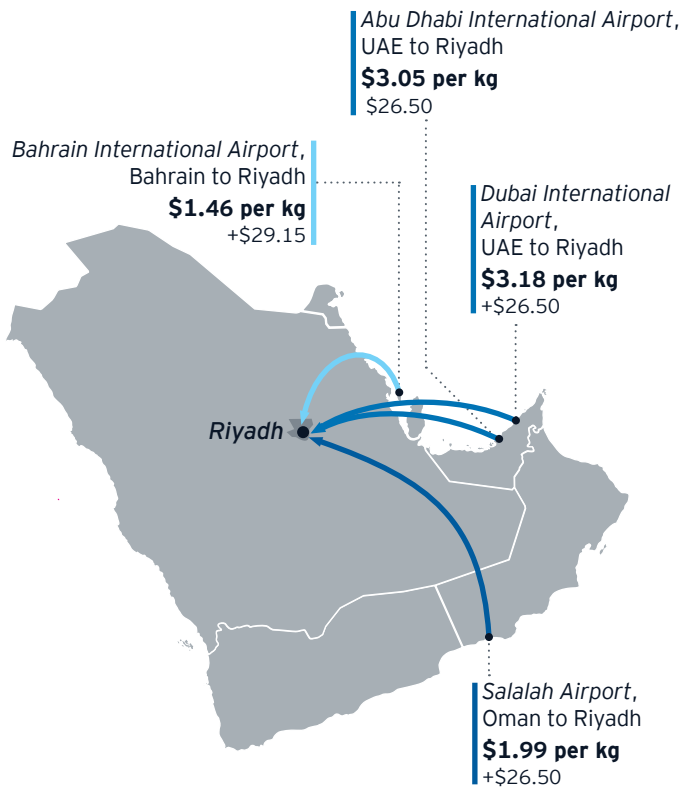 Abu Dhabi International Airport,
UAE to Riyadh
$3.05 per kg
$26.50
Bahrain International Airport,
Bahrain to Riyadh
$1.46 per kg
+$29.15
Dubai International
Airport,
UAE to Riyadh
$3.18 per kg
+$26.50
Riyadh
Salalah Airport,
Oman to Riyadh
$1.99 per kg
+$26.50